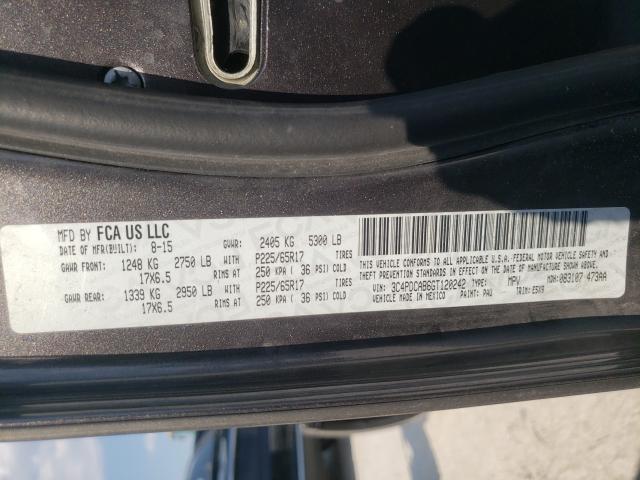 MFD BY FCA US LLC
DATE OF MFR(BUILT): 8-15 GVWR: 2405 KG 5300 LB
GAWR FRONT: 1248 KG 2750 LB WITH P225/65R17 TIRES
17X6.5 RIMS AT 250 KPA ( 36 PSI) COLD
GAWR REAR: 1339 KG 2950 LB WITH P225/65R17 TIRES
17X6.5 RIMS AT 250 KPA ( 36 PSI) COLD
THIS VEHICLE CONFORMS TO ALL APPLICABLE U.S.A. FEDERAL MOTOR VEHICLE SAFETY AND
THEFT PREVENTION STANDARDS IN EFFECT ON THE DATE OF MANUFACTURE SHOWN ABOVE.
VIN: 3C4PDCAB6GT120242 TYPE: MPV MDH: 083107 473AA
VEHICLE MADE IN MEXICO PAINT: PAU TRIM: E5X9